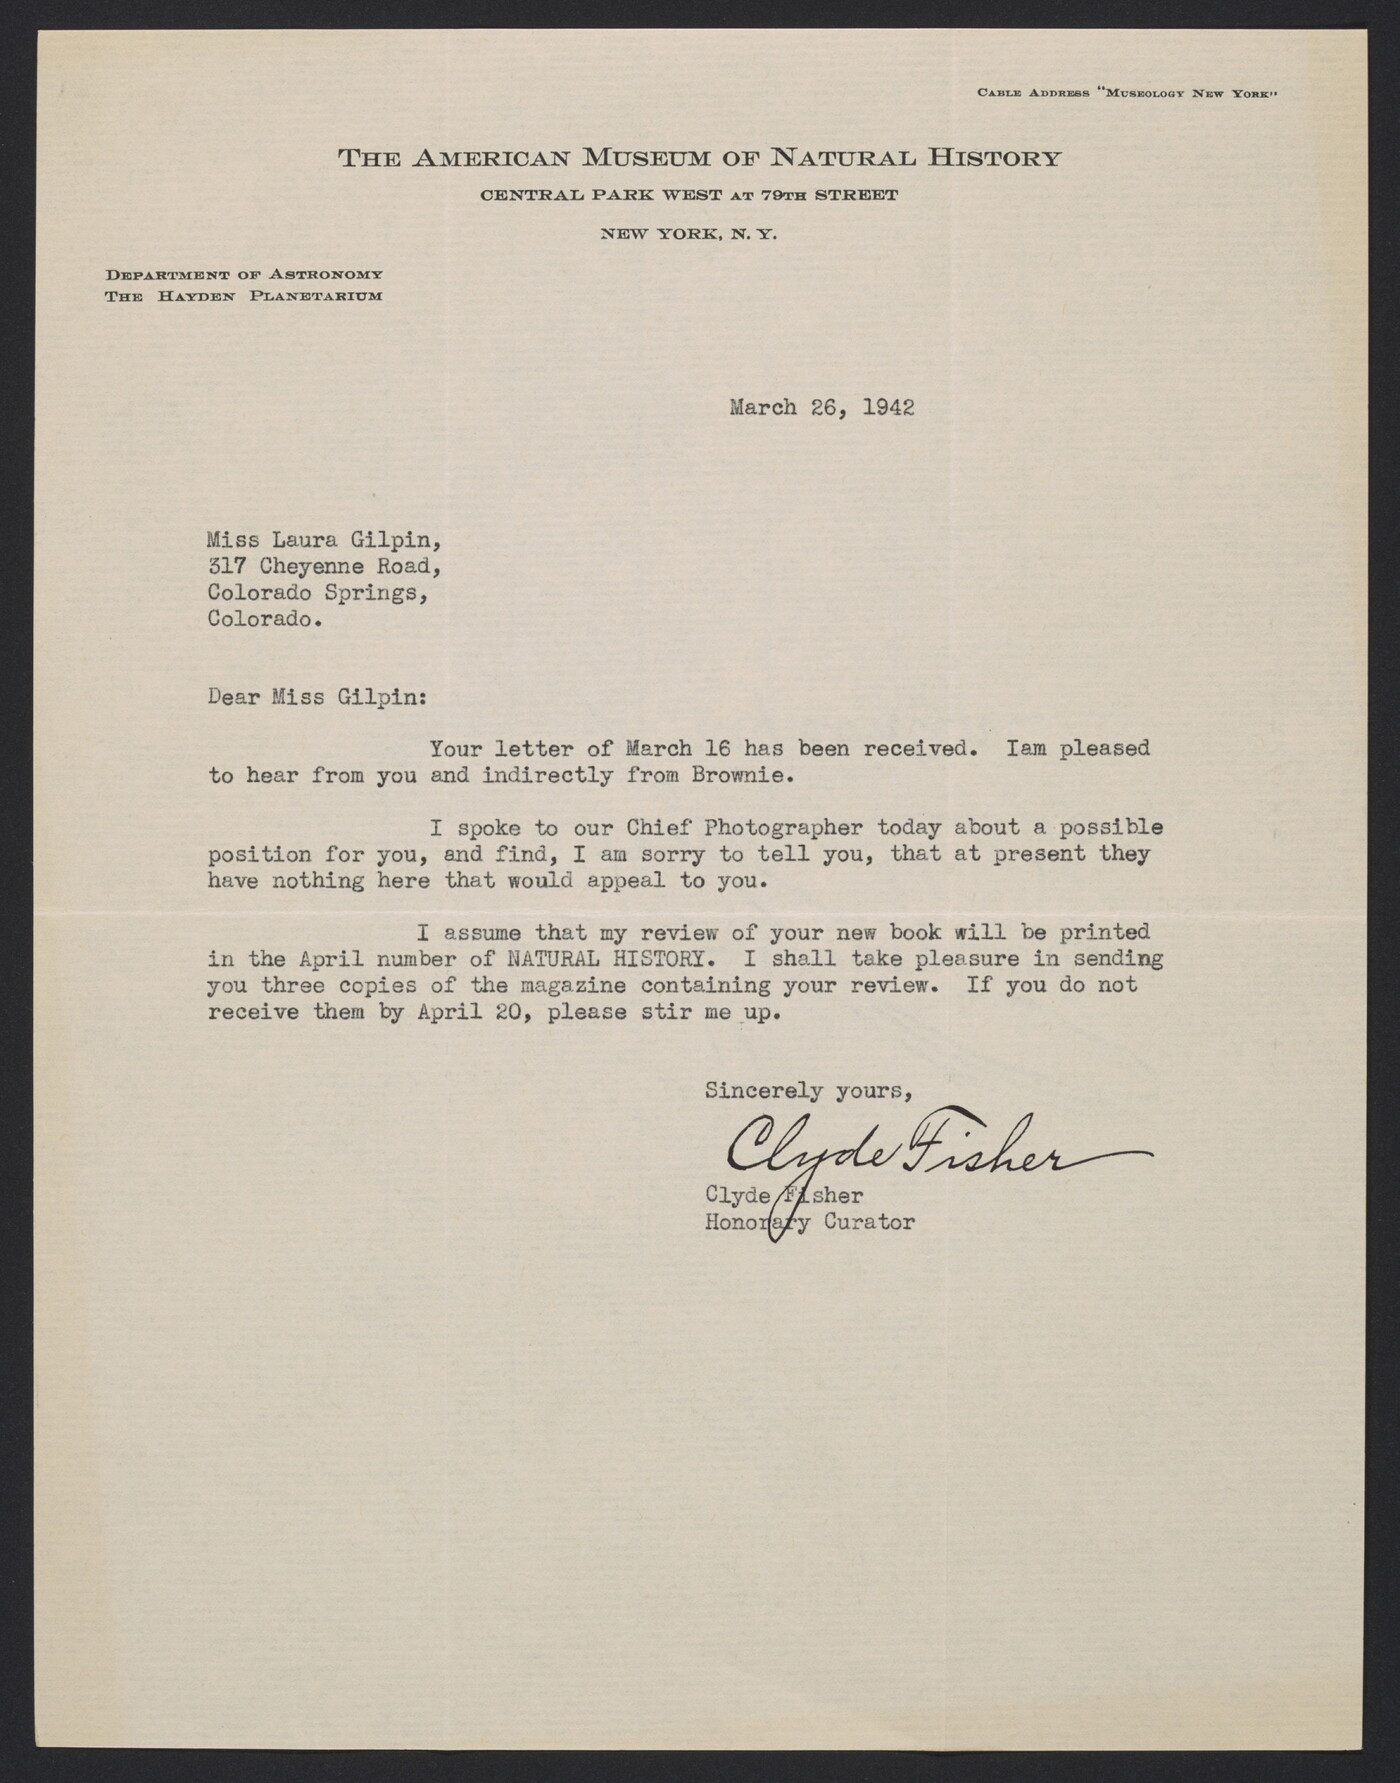 Cable Address "Museology New York"
The American Museum of Natural History
CENTRAL PARK WEST AT 79TH STREET
NEW YORK, N. Y.
Department of Astronomy
The Hayden Planetarium
March 26, 1942
Miss Laura Gilpin,
317 Cheyenne Road,
Colorado Springs,
Colorado.
Dear Miss Gilpin:
Your letter of March 16 has been received. Iam pleased
to hear from you and indirectly from Brownie.
I spoke to our Chief Photographer today about a possible
position for you, and find, I am sorry to tell you, that at present they
have nothing here that would appeal to you.
I assume that my review of your new book will be printed
in the April number of NATURAL HISTORY. I shall take pleasure in sending
you three copies of the magazine containing your review. If you do not
receive them by April 20, please stir me up.
Sincerely yours,
Clyde Fisher
Clyde Fisher
Honorary Curator